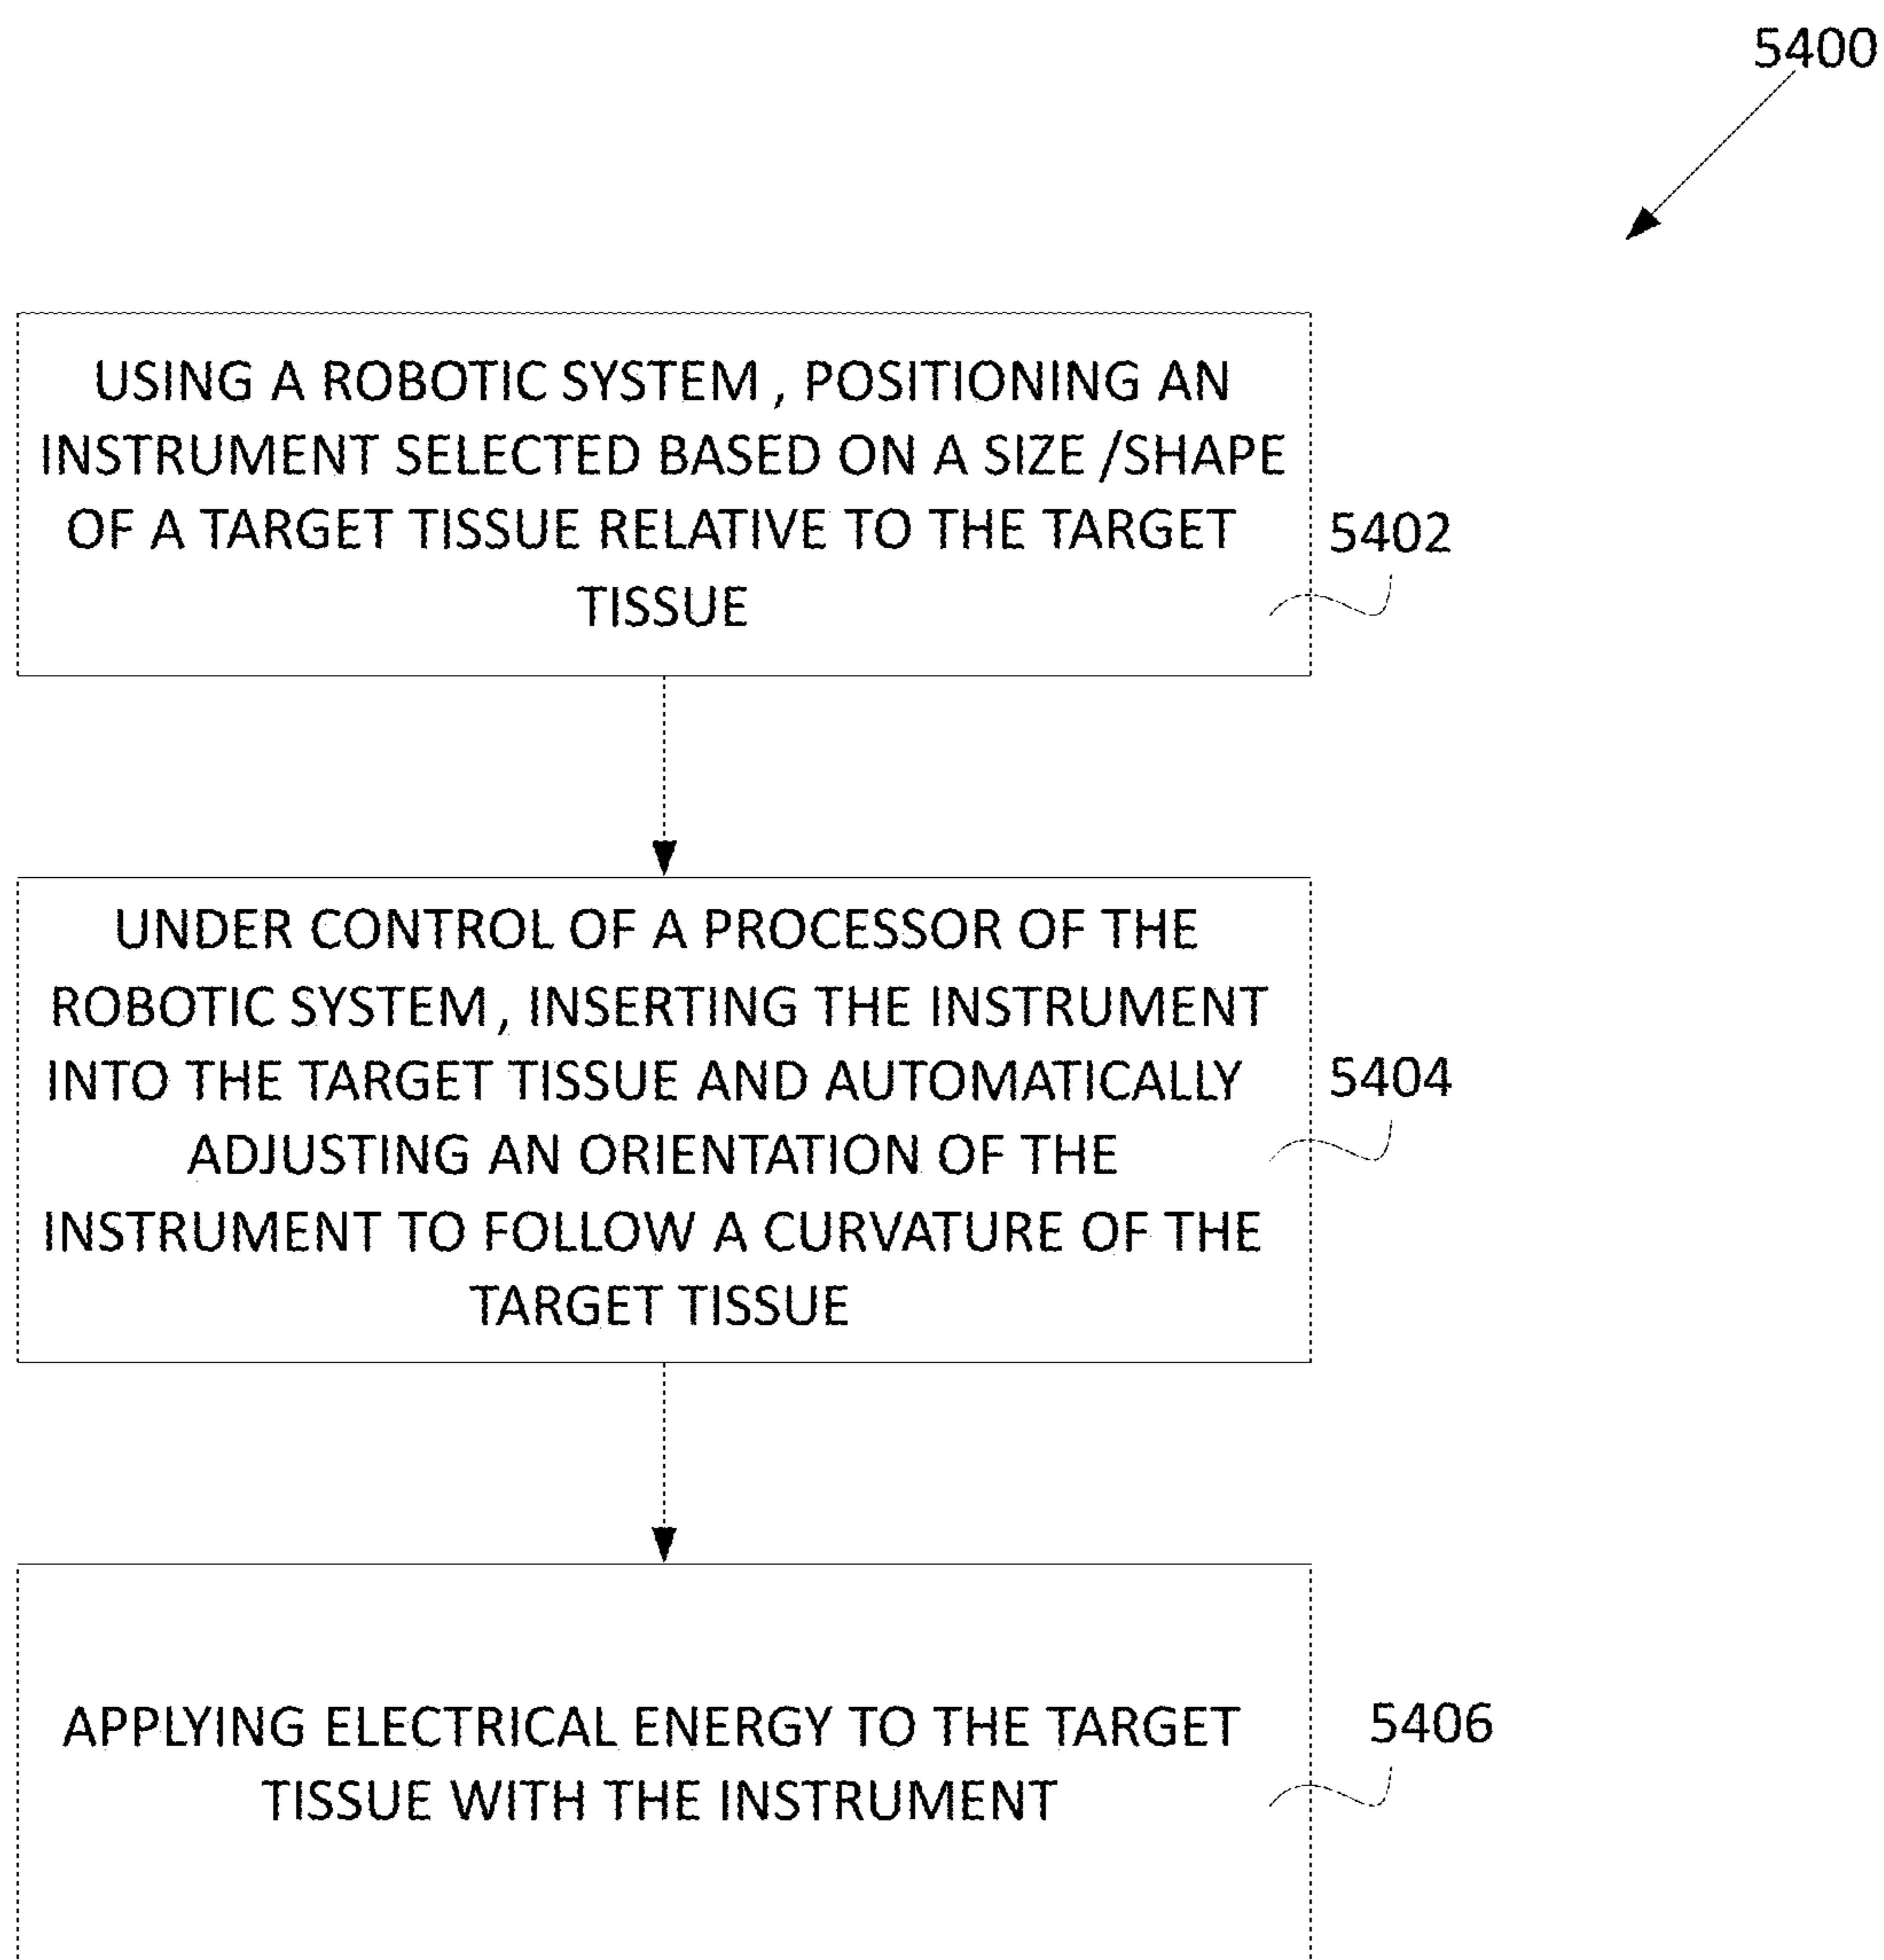 5400
USING A ROBOTIC SYSTEM , POSITIONING AN
INSTRUMENT SELECTED BASED ON A SIZE /SHAPE
OF A TARGET TISSUE RELATIVE TO THE TARGET
TISSUE
5402
UNDER CONTROL OF A PROCESSOR OF THE
ROBOTIC SYSTEM , INSERTING THE INSTRUMENT
INTO THE TARGET TISSUE AND AUTOMATICALLY
ADJUSTING AN ORIENTATION OF THE
INSTRUMENT TO FOLLOW A CURVATURE OF THE
TARGET TISSUE
5404
APPLYING ELECTRICAL ENERGY TO THE TARGET
TISSUE WITH THE INSTRUMENT
5406